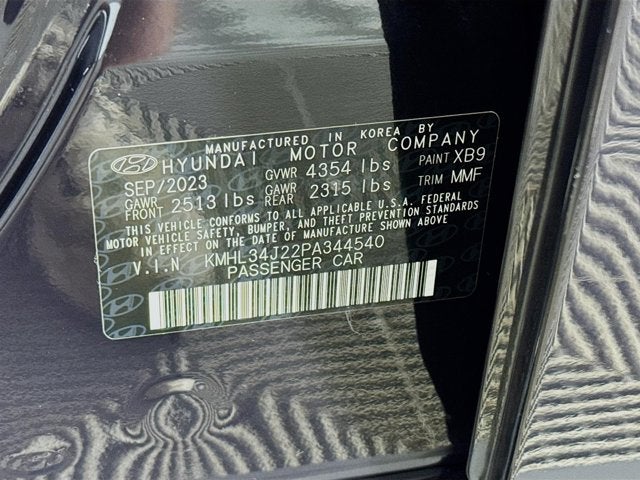 MANUFACTURED IN KOREA BY
HYUNDAI MOTOR COMPANY
SEP/2023 GVWR 4354 lbs PAINT XB9
GAWR FRONT 2513 lbs GAWR REAR 2315 lbs TRIM MMF
THIS VEHICLE CONFORMS TO ALL APPLICABLE U.S.A. FEDERAL
MOTOR VEHICLE SAFETY, BUMPER, AND THEFT PREVENTION STANDARDS
IN EFFECT ON THE DATE OF MANUFACTURE SHOWN ABOVE.
V.I.N KMHL34J22PA344540
PASSENGER CAR